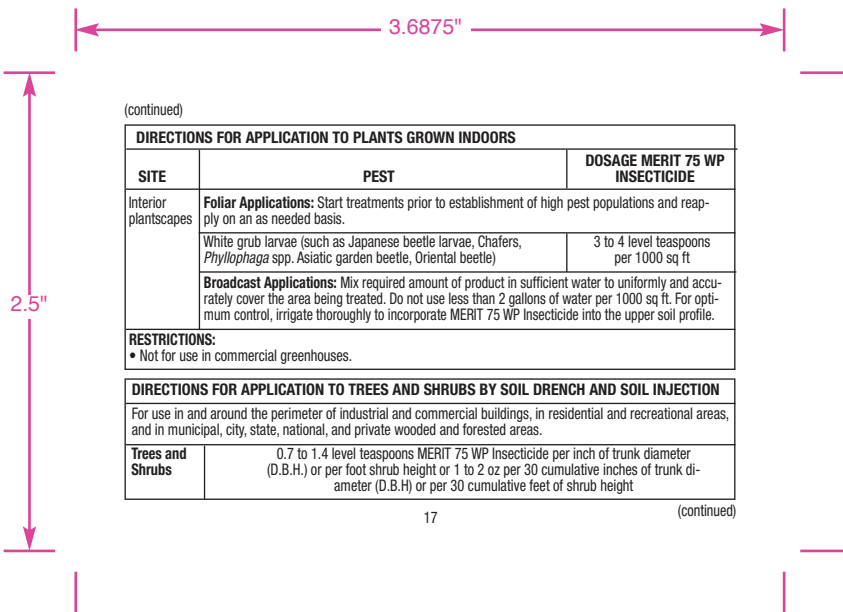 3.6875"
2.5"
(continued)
DIRECTIONS FOR APPLICATION TO PLANTS GROWN INDOORS
SITE
PEST
DOSAGE MERIT 75 WP
INSECTICIDE
Interior
plantscapes
Foliar Applications: Start treatments prior to establishment of high pest populations and reap-
ply on an as needed basis.
White grub larvae (such as Japanese beetle larvae, Chafers,
Phyllophaga spp. Asiatic garden beetle, Oriental beetle)
3 to 4 level teaspoons
per 1000 sq ft
Broadcast Applications: Mix required amount of product in sufficient water to uniformly and accu-
rately cover the area being treated. Do not use less than 2 gallons of water per 1000 sq ft. For opti-
mum control, irrigate thoroughly to incorporate MERIT 75 WP Insecticide into the upper soil profile.
RESTRICTIONS:
• Not for use in commercial greenhouses.
DIRECTIONS FOR APPLICATION TO TREES AND SHRUBS BY SOIL DRENCH AND SOIL INJECTION
For use in and around the perimeter of industrial and commercial buildings, in residential and recreational areas,
and in municipal, city, state, national, and private wooded and forested areas.
Trees and
Shrubs
0.7 to 1.4 level teaspoons MERIT 75 WP Insecticide per inch of trunk diameter
(D.B.H.) or per foot shrub height or 1 to 2 oz per 30 cumulative inches of trunk di-
ameter (D.B.H) or per 30 cumulative feet of shrub height
17
(continued)